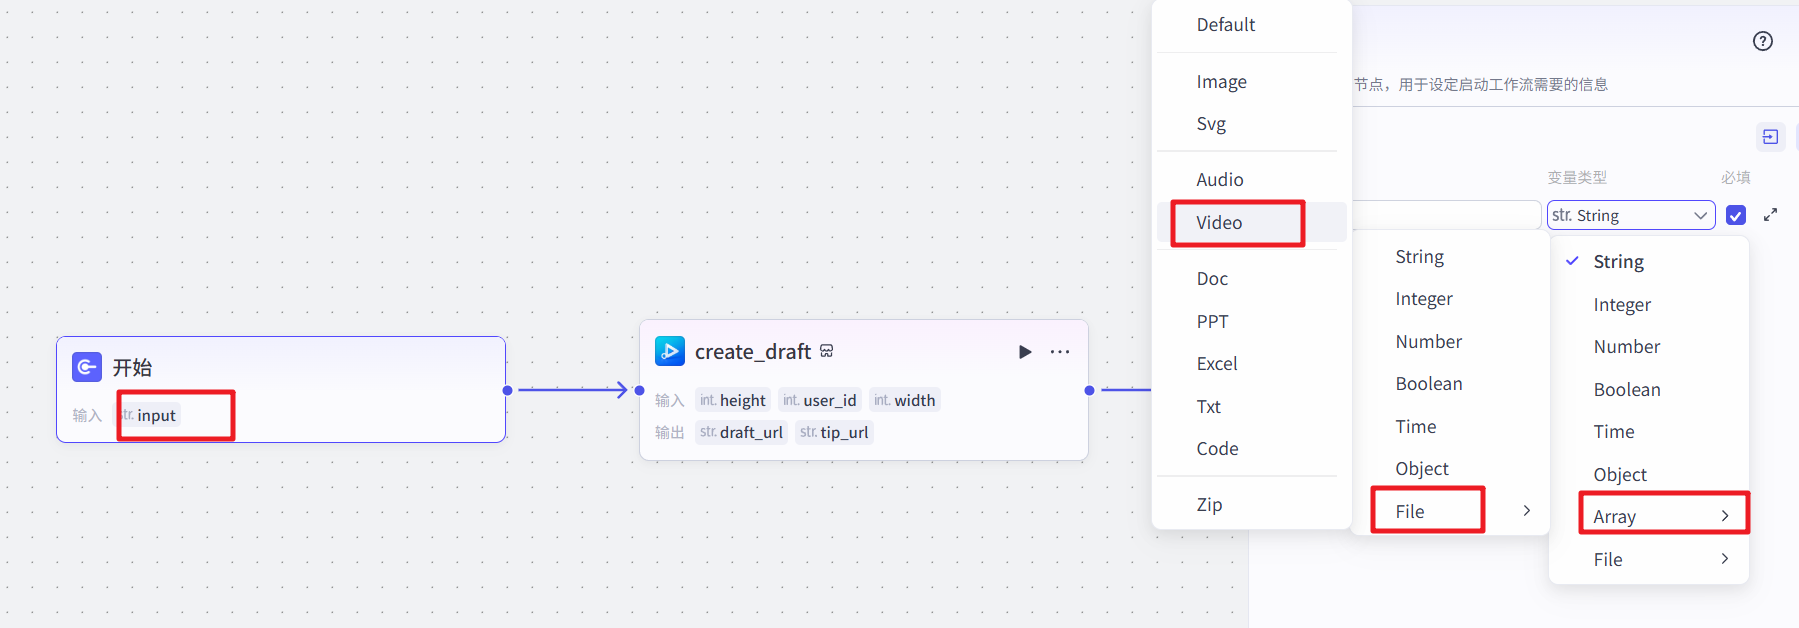 开始
输入 str. input
create_draft
输入 int. height int. user_id int. width
输出 str. draft_url str. tip_url
Default
Image
Svg
Audio
Video
Doc
PPT
Excel
Txt
Code
Zip
节点，用于设定启动工作流需要的信息
变量类型 必填
str. String
String
Integer
Number
Boolean
Time
Object
File
String
Integer
Number
Boolean
Time
Object
Array
File